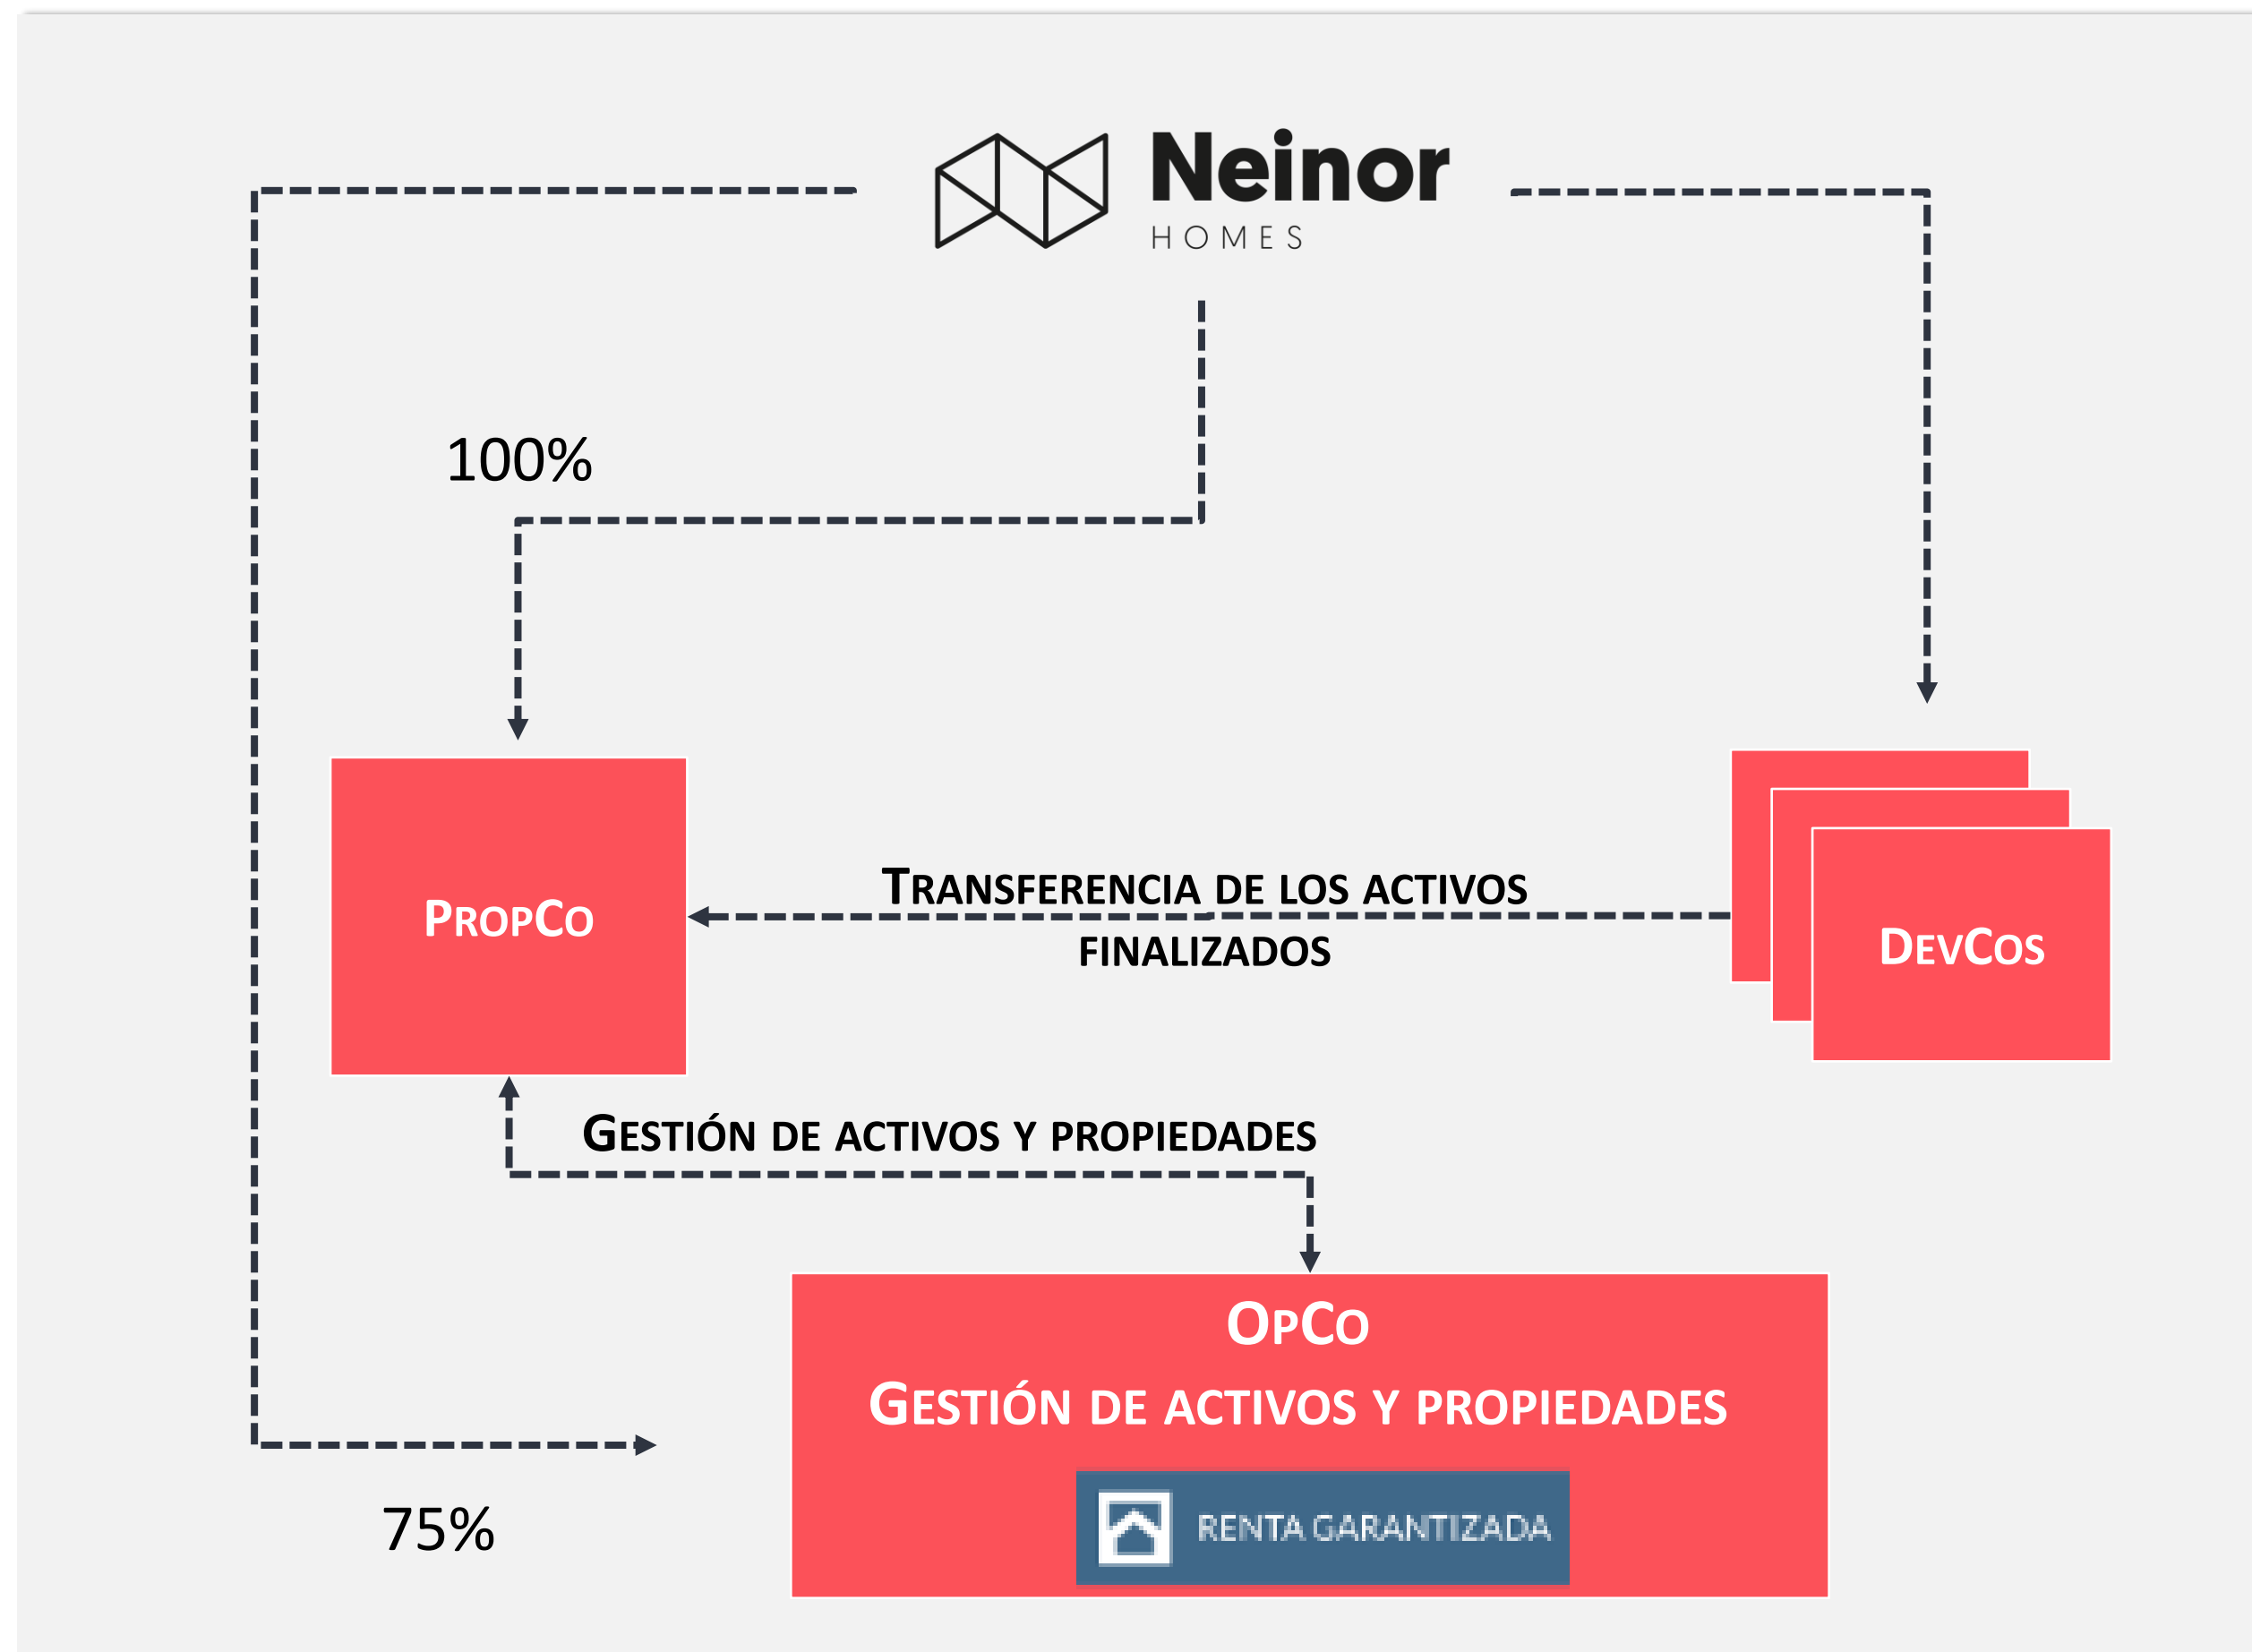 Neinor
HOMES
100%
PropCo
Transferencia de los activos
finalizados
DevCos
Gestión de activos y propiedades
OpCo
Gestión de activos y propiedades
RENTA GARANTIZADA
75%